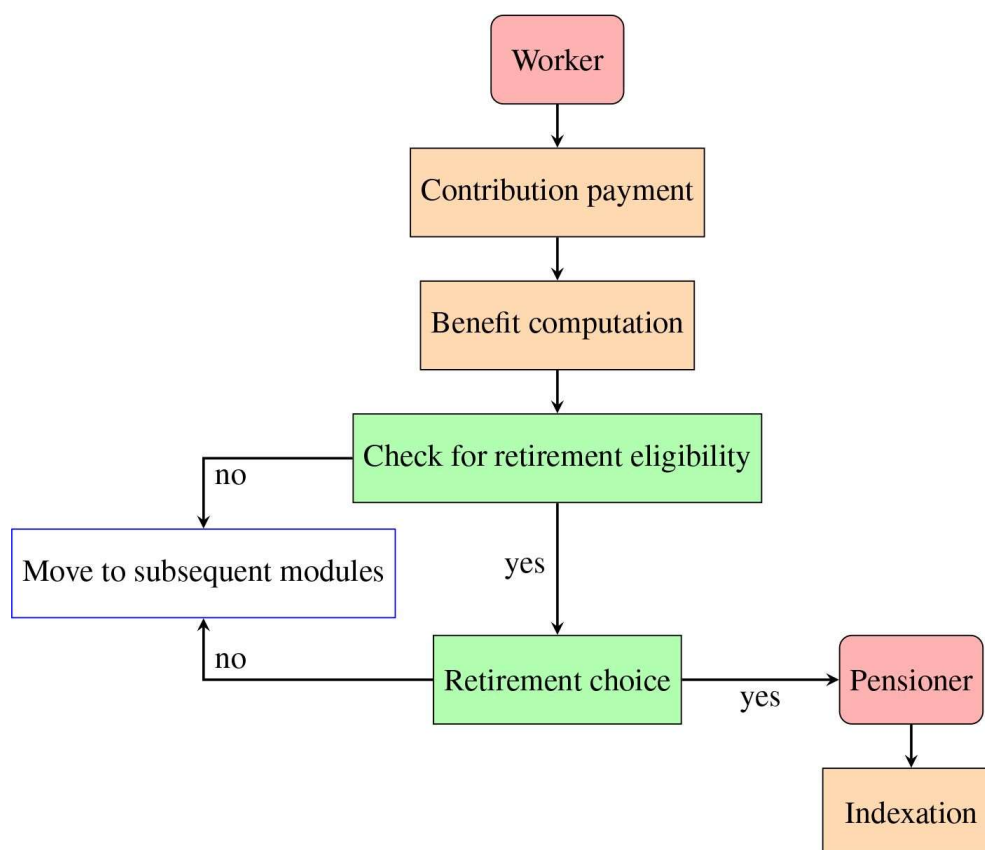 Worker
Contribution payment
Benefit computation
Check for retirement eligibility
no
Move to subsequent modules
yes
no
Retirement choice
yes
Pensioner
Indexation